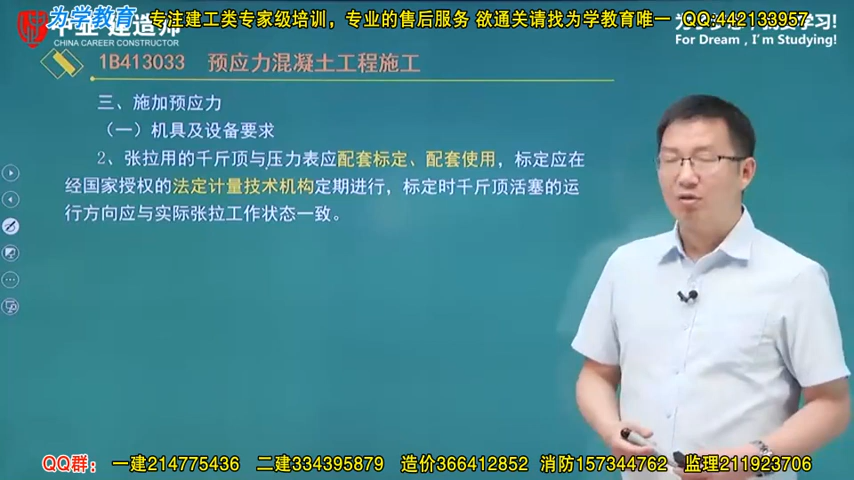 为学教育 专注建工类专家级培训，专业的售后服务 欲通关请找为学教育唯一 QQ:442133957
CHINA CAREER CONSTRUCTOR
For Dream , I'm Studying!
1B413033 预应力混凝土工程施工
三、施加预应力
（一）机具及设备要求
2、张拉用的千斤顶与压力表应配套标定、配套使用，标定应在
经国家授权的法定计量技术机构定期进行，标定时千斤顶活塞的运
行方向应与实际张拉工作状态一致。
QQ群： 一建214775436 二建334395879 造价366412852 消防157344762 监理211923706